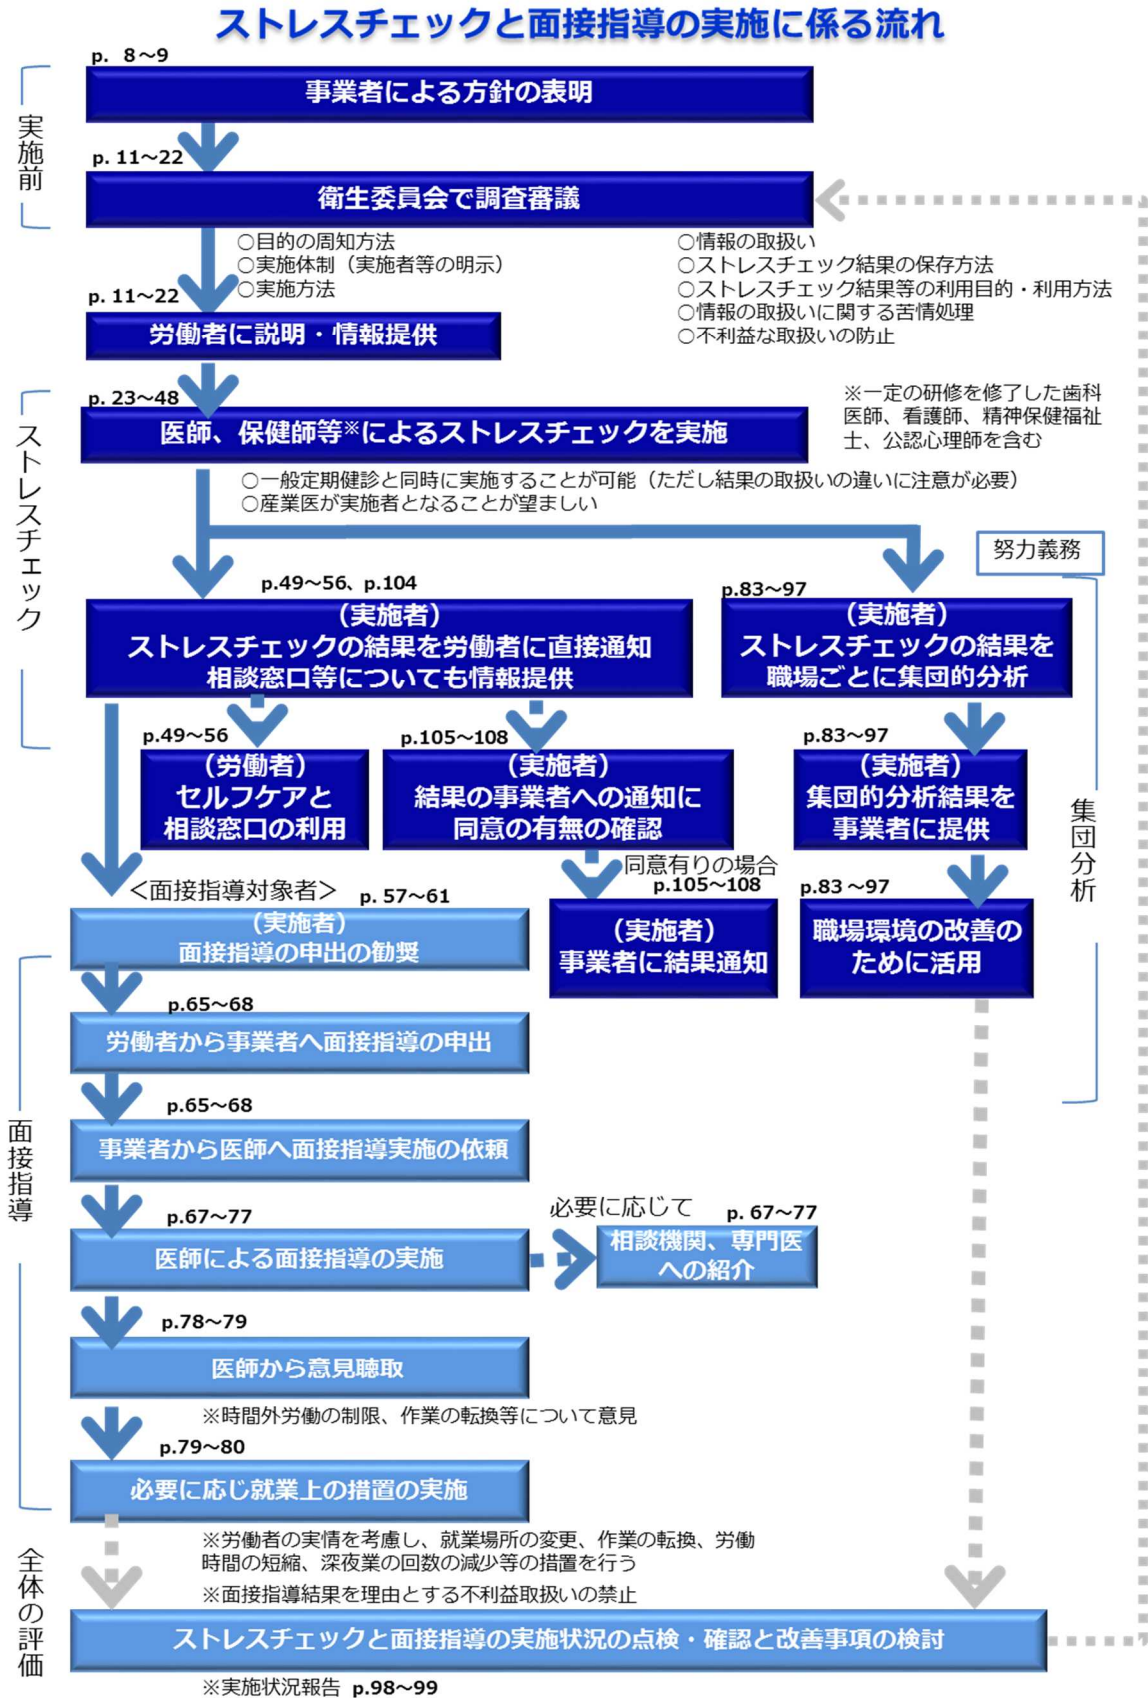 ストレスチェックと面接指導の実施に係る流れ
p. 8～9
実施前
事業者による方針の表明
p. 11～22
衛生委員会で調査審議
○目的の周知方法
○実施体制（実施者等の明示）
○実施方法
○情報の取扱い
○ストレスチェック結果の保存方法
○ストレスチェック結果等の利用目的・利用方法
○情報の取扱いに関する苦情処理
○不利益な取扱いの防止
p. 11～22
労働者に説明・情報提供
ストレスチェック
p. 23～48
医師、保健師等※によるストレスチェックを実施
※一定の研修を修了した歯科
医師、看護師、精神保健福祉
士、公認心理師を含む
○一般定期健診と同時に実施することが可能（ただし結果の取扱いの違いに注意が必要）
○産業医が実施者となることが望ましい
努力義務
p.49～56、p.104
（実施者）
ストレスチェックの結果を労働者に直接通知
相談窓口等についても情報提供
p.83～97
（実施者）
ストレスチェックの結果を
職場ごとに集団的分析
p.49～56
（労働者）
セルフケアと
相談窓口の利用
p.105～108
（実施者）
結果の事業者への通知に
同意の有無の確認
p.83～97
（実施者）
集団的分析結果を
事業者に提供
集団分析
同意有りの場合
p.105～108
（実施者）
事業者に結果通知
p.83～97
職場環境の改善の
ために活用
＜面接指導対象者＞
p. 57～61
（実施者）
面接指導の申出の勧奨
面接指導
p.65～68
労働者から事業者へ面接指導の申出
p.65～68
事業者から医師へ面接指導実施の依頼
p.67～77
医師による面接指導の実施
必要に応じて
p. 67～77
相談機関、専門医
への紹介
p.78～79
医師から意見聴取
※時間外労働の制限、作業の転換等について意見
p.79～80
必要に応じ就業上の措置の実施
※労働者の実情を考慮し、就業場所の変更、作業の転換、労働
時間の短縮、深夜業の回数の減少等の措置を行う
※面接指導結果を理由とする不利益取扱いの禁止
全体の評価
ストレスチェックと面接指導の実施状況の点検・確認と改善事項の検討
※実施状況報告 p.98～99